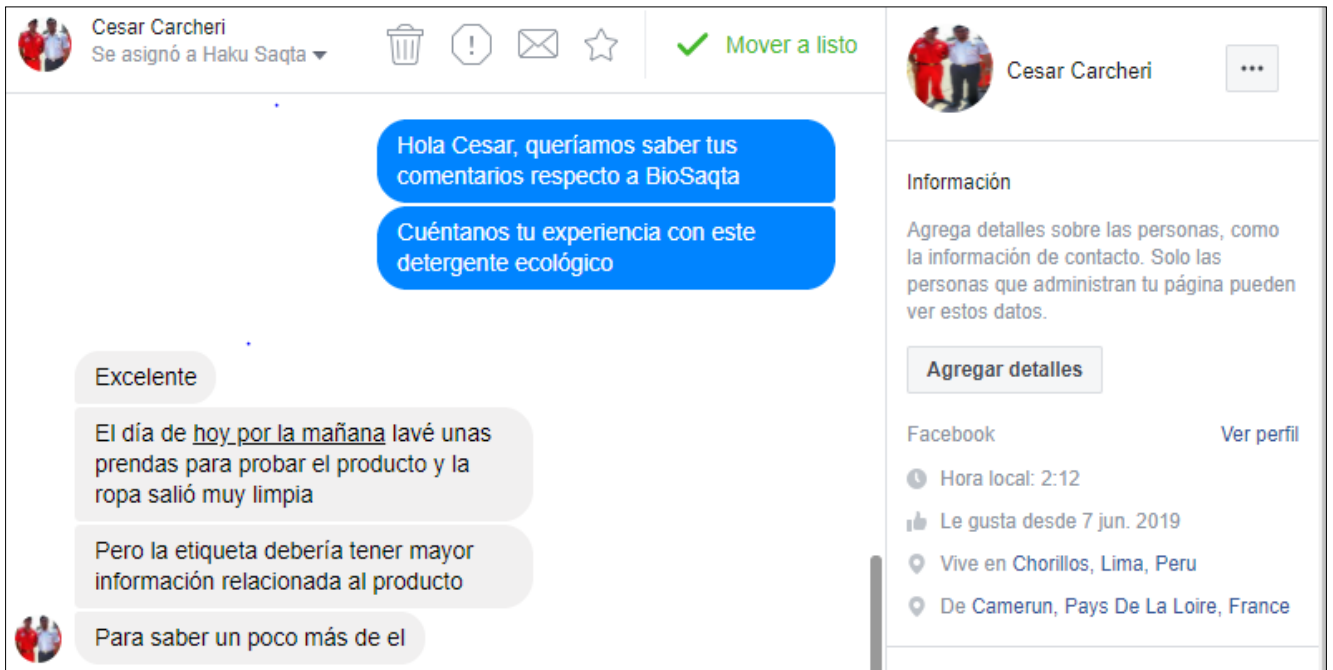 Cesar Carcheri
Se asignó a Haku Saqta
Mover a listo
Hola Cesar, queríamos saber tus
comentarios respecto a BioSaqta
Cuéntanos tu experiencia con este
detergente ecológico
Excelente
El día de hoy por la mañana lavé unas
prendas para probar el producto y la
ropa salió muy limpia
Pero la etiqueta debería tener mayor
información relacionada al producto
Para saber un poco más de el
Cesar Carcheri
Información
Agrega detalles sobre las personas, como
la información de contacto. Solo las
personas que administran tu página pueden
ver estos datos.
Agregar detalles
Facebook Ver perfil
Hora local: 2:12
Le gusta desde 7 jun. 2019
Vive en Chorillos, Lima, Peru
De Camerun, Pays De La Loire, France